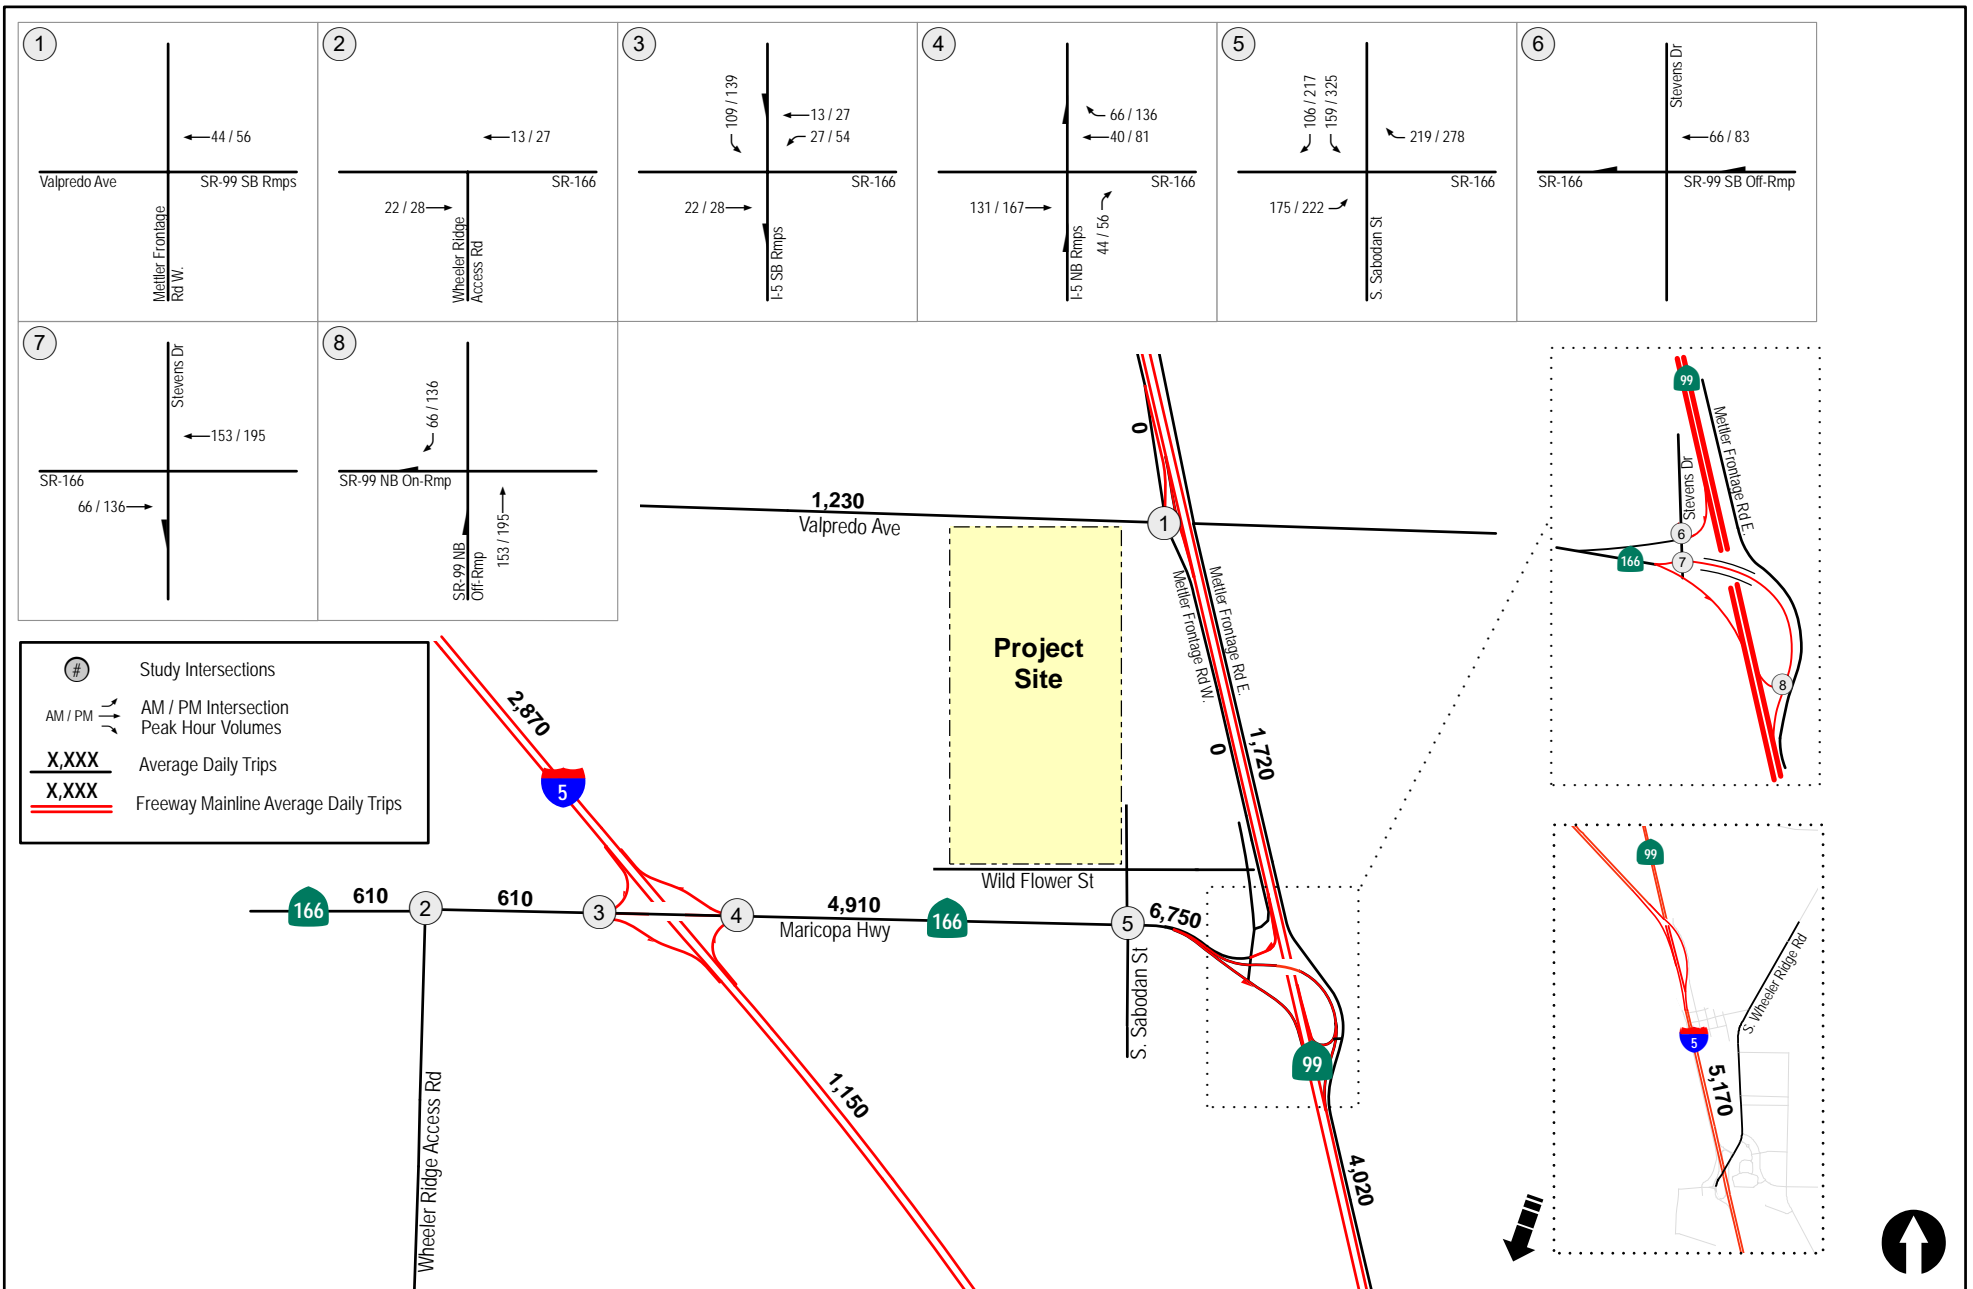 1
44 / 56
Valpredo Ave
SR-99 SB Rmps
Mettler Frontage
Rd W.
2
13 / 27
SR-166
22 / 28
Wheeler Ridge
Access Rd
3
109 / 139
13 / 27
27 / 54
SR-166
22 / 28
I-5 SB Rmps
4
66 / 136
40 / 81
SR-166
131 / 167
44 / 56
I-5 NB Rmps
5
106 / 217
159 / 325
219 / 278
SR-166
175 / 222
S. Sabodan St
6
Stevens Dr
66 / 83
SR-166
SR-99 SB Off-Rmp
7
Stevens Dr
153 / 195
SR-166
66 / 136
8
66 / 136
SR-99 NB On-Rmp
SR-99 NB
Off-Rmp
153 / 195
#
Study Intersections
AM / PM
AM / PM Intersection
Peak Hour Volumes
X,XXX
Average Daily Trips
X,XXX
Freeway Mainline Average Daily Trips
0
1,230
Valpredo Ave
1
Project
Site
Mettler Frontage Rd W.
Mettler Frontage Rd E.
0
1,720
2,870
5
Wild Flower St
166
610
2
610
3
4
4,910
Maricopa Hwy
166
5
6,750
S. Sabodan St
99
Wheeler Ridge Access Rd
1,150
4,020
99
Mettler Frontage Rd E.
Stevens Dr
6
166
7
8
99
S. Wheeler Ridge Rd
5
5,170